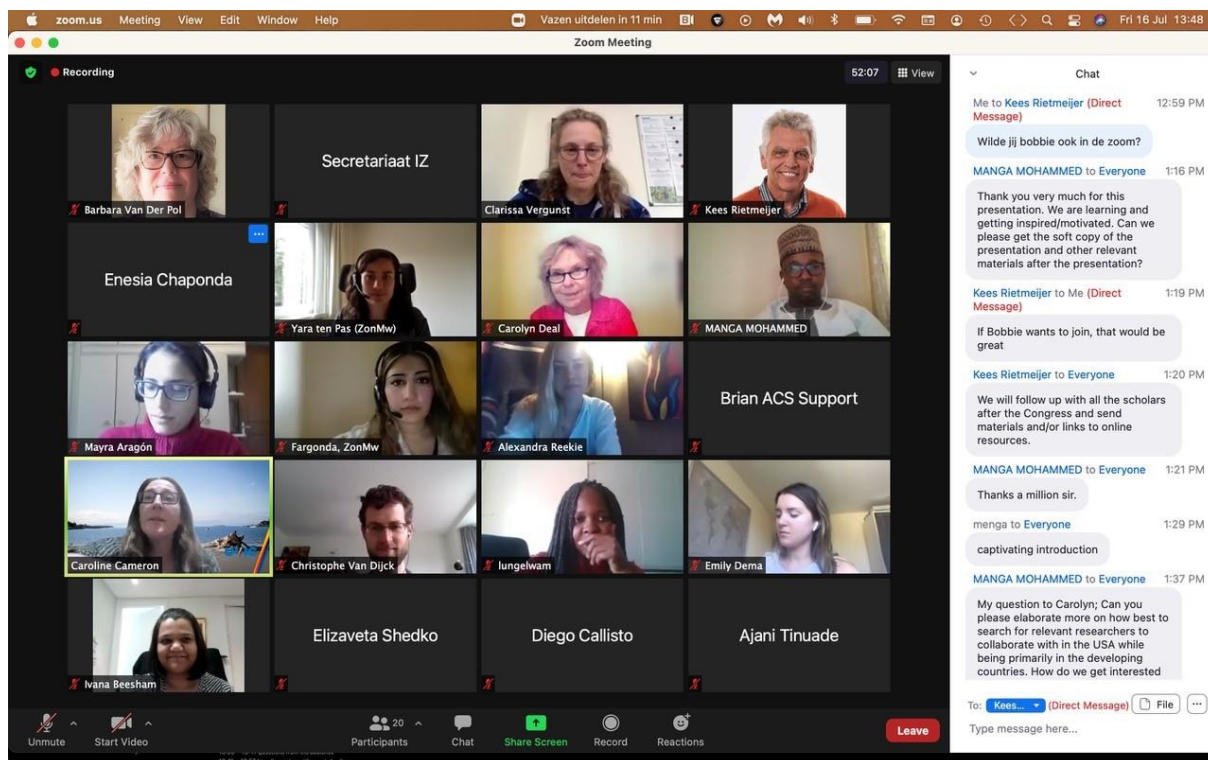 zoom.us Meeting View Edit Window Help Vazen uitdelen in 11 min Fri 16 Jul 13:48
Zoom Meeting
Recording 52:07 View
Barbara Van Der Pol
Secretariaat IZ
Clarissa Vergunst
Kees Rietmeijer
Enesia Chaponda
Yara ten Pas (ZonMw)
Carolyn Deal
MANGA MOHAMMED
Mayra Aragón
Fargonda, ZonMw
Alexandra Reekie
Brian ACS Support
Caroline Cameron
Christophe Van Dijck
lungelwam
Emily Dema
Ivana Beesham
Elizaveta Shedko
Diego Callisto
Ajani Tinuade
Unmute
Start Video
Participants 20
Chat
Share Screen
Record
Reactions
Leave
Chat
Me to Kees Rietmeijer (Direct 12:59 PM
Message)
Wilde jij bobbie ook in de zoom?
MANGA MOHAMMED to Everyone 1:16 PM
Thank you very much for this
presentation. We are learning and
getting inspired/motivated. Can we
please get the soft copy of the
presentation and other relevant
materials after the presentation?
Kees Rietmeijer to Me (Direct 1:19 PM
Message)
If Bobbie wants to join, that would be
great
Kees Rietmeijer to Everyone 1:20 PM
We will follow up with all the scholars
after the Congress and send
materials and/or links to online
resources.
MANGA MOHAMMED to Everyone 1:21 PM
Thanks a million sir.
menga to Everyone 1:29 PM
captivating introduction
MANGA MOHAMMED to Everyone 1:37 PM
My question to Carolyn; Can you
please elaborate more on how best to
search for relevant researchers to
collaborate with in the USA while
being primarily in the developing
countries. How do we get interested
To: Kees... (Direct Message) File
Type message here...